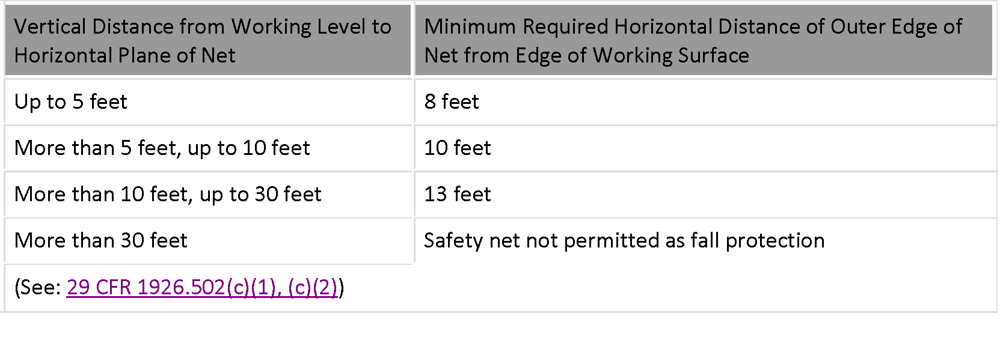 Vertical Distance from Working Level to
Horizontal Plane of Net
Minimum Required Horizontal Distance of Outer Edge of
Net from Edge of Working Surface
Up to 5 feet
8 feet
More than 5 feet, up to 10 feet
10 feet
More than 10 feet, up to 30 feet
13 feet
More than 30 feet
Safety net not permitted as fall protection
(See: 29 CFR 1926.502(c)(1), (c)(2))